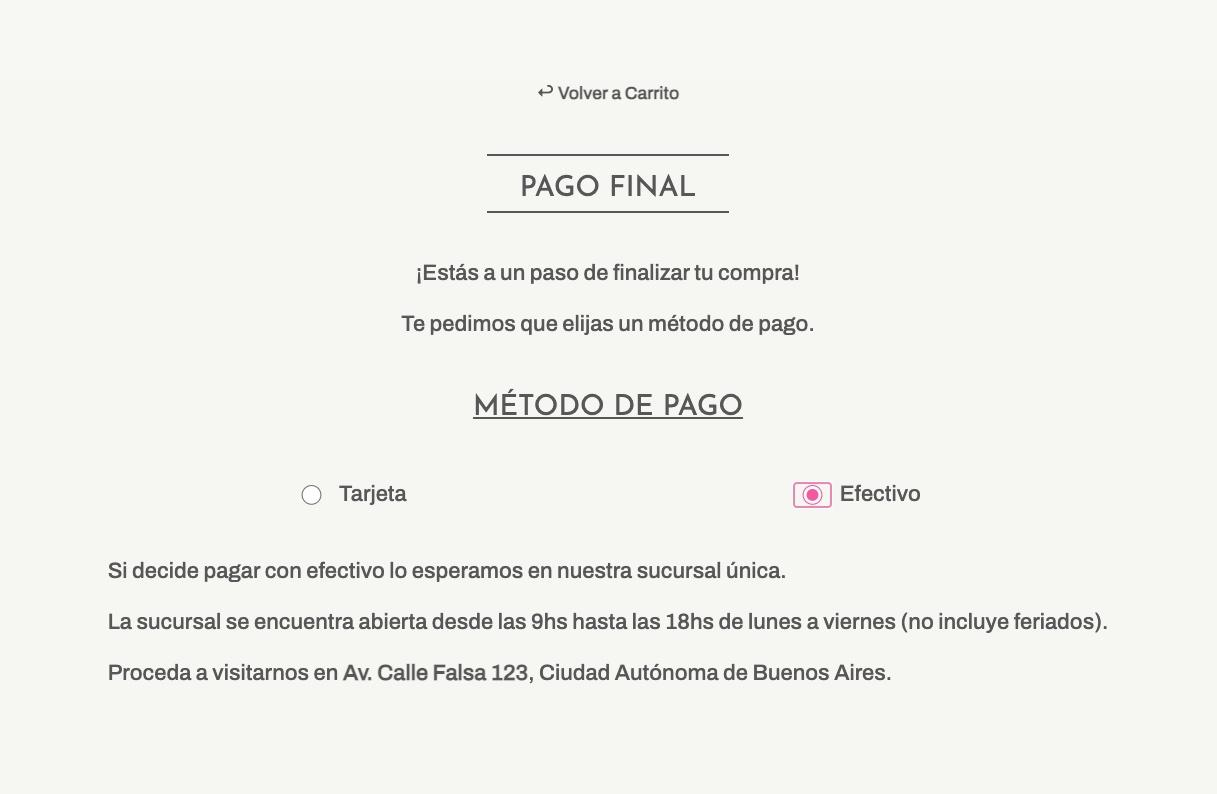 ↩ Volver a Carrito
PAGO FINAL
¡Estás a un paso de finalizar tu compra!
Te pedimos que elijas un método de pago.
MÉTODO DE PAGO
Tarjeta
Efectivo
Si decide pagar con efectivo lo esperamos en nuestra sucursal única.
La sucursal se encuentra abierta desde las 9hs hasta las 18hs de lunes a viernes (no incluye feriados).
Proceda a visitarnos en Av. Calle Falsa 123, Ciudad Autónoma de Buenos Aires.